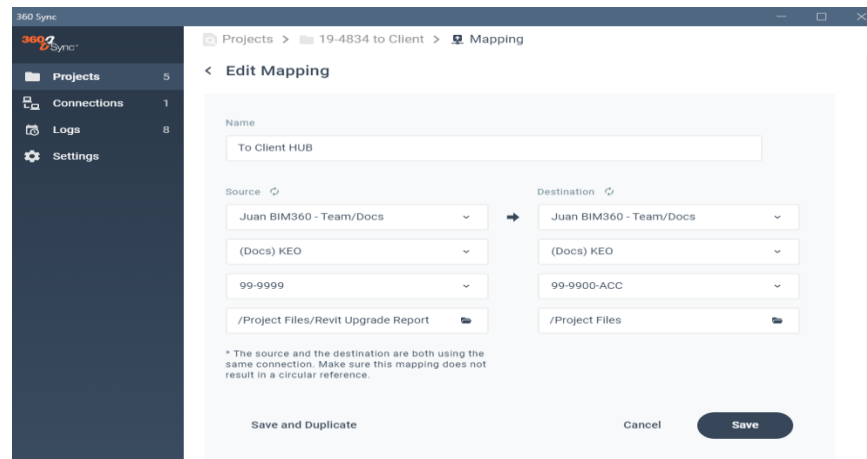 360 Sync
360 Sync
Projects > 19-4834 to Client > Mapping
Projects 5
Connections 1
Logs 8
Settings
< Edit Mapping
Name
To Client HUB
Source
Destination
Juan BIM360 - Team/Docs
Juan BIM360 - Team/Docs
(Docs) KEO
(Docs) KEO
99-9999
99-9900-ACC
/Project Files/Revit Upgrade Report
/Project Files
* The source and the destination are both using the
same connection. Make sure this mapping does not
result in a circular reference.
Save and Duplicate
Cancel
Save